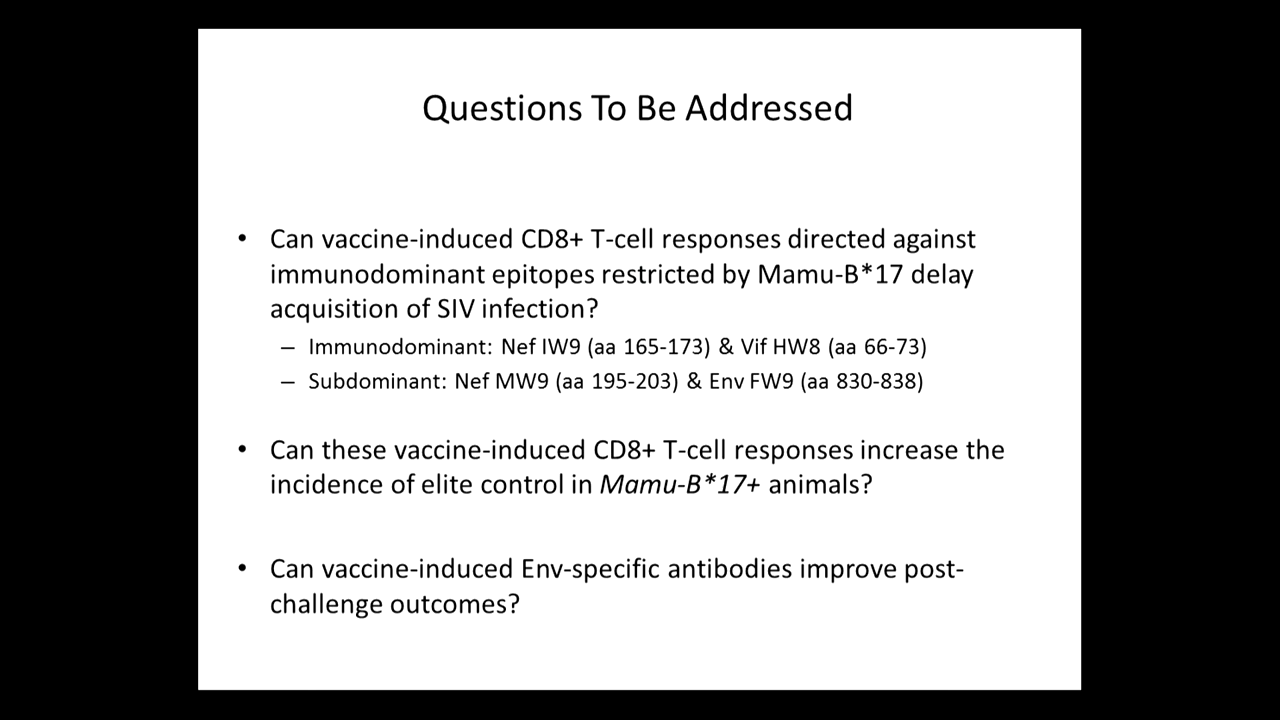 Questions To Be Addressed
• Can vaccine-induced CD8+ T-cell responses directed against
immunodominant epitopes restricted by Mamu-B*17 delay
acquisition of SIV infection?
– Immunodominant: Nef IW9 (aa 165-173) & Vif HW8 (aa 66-73)
– Subdominant: Nef MW9 (aa 195-203) & Env FW9 (aa 830-838)
• Can these vaccine-induced CD8+ T-cell responses increase the
incidence of elite control in Mamu-B*17+ animals?
• Can vaccine-induced Env-specific antibodies improve post-
challenge outcomes?